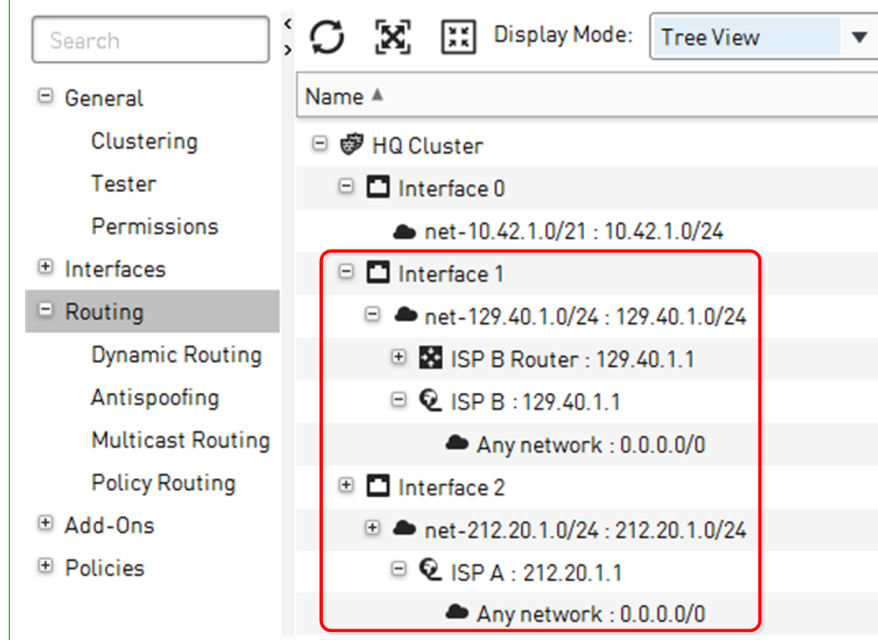 Search
Display Mode: Tree View
General
Clustering
Tester
Permissions
Interfaces
Routing
Dynamic Routing
Antispoofing
Multicast Routing
Policy Routing
Add-Ons
Policies
Name
HQ Cluster
Interface 0
net-10.42.1.0/21 : 10.42.1.0/24
Interface 1
net-129.40.1.0/24 : 129.40.1.0/24
ISP B Router : 129.40.1.1
ISP B : 129.40.1.1
Any network : 0.0.0.0/0
Interface 2
net-212.20.1.0/24 : 212.20.1.0/24
ISP A : 212.20.1.1
Any network : 0.0.0.0/0